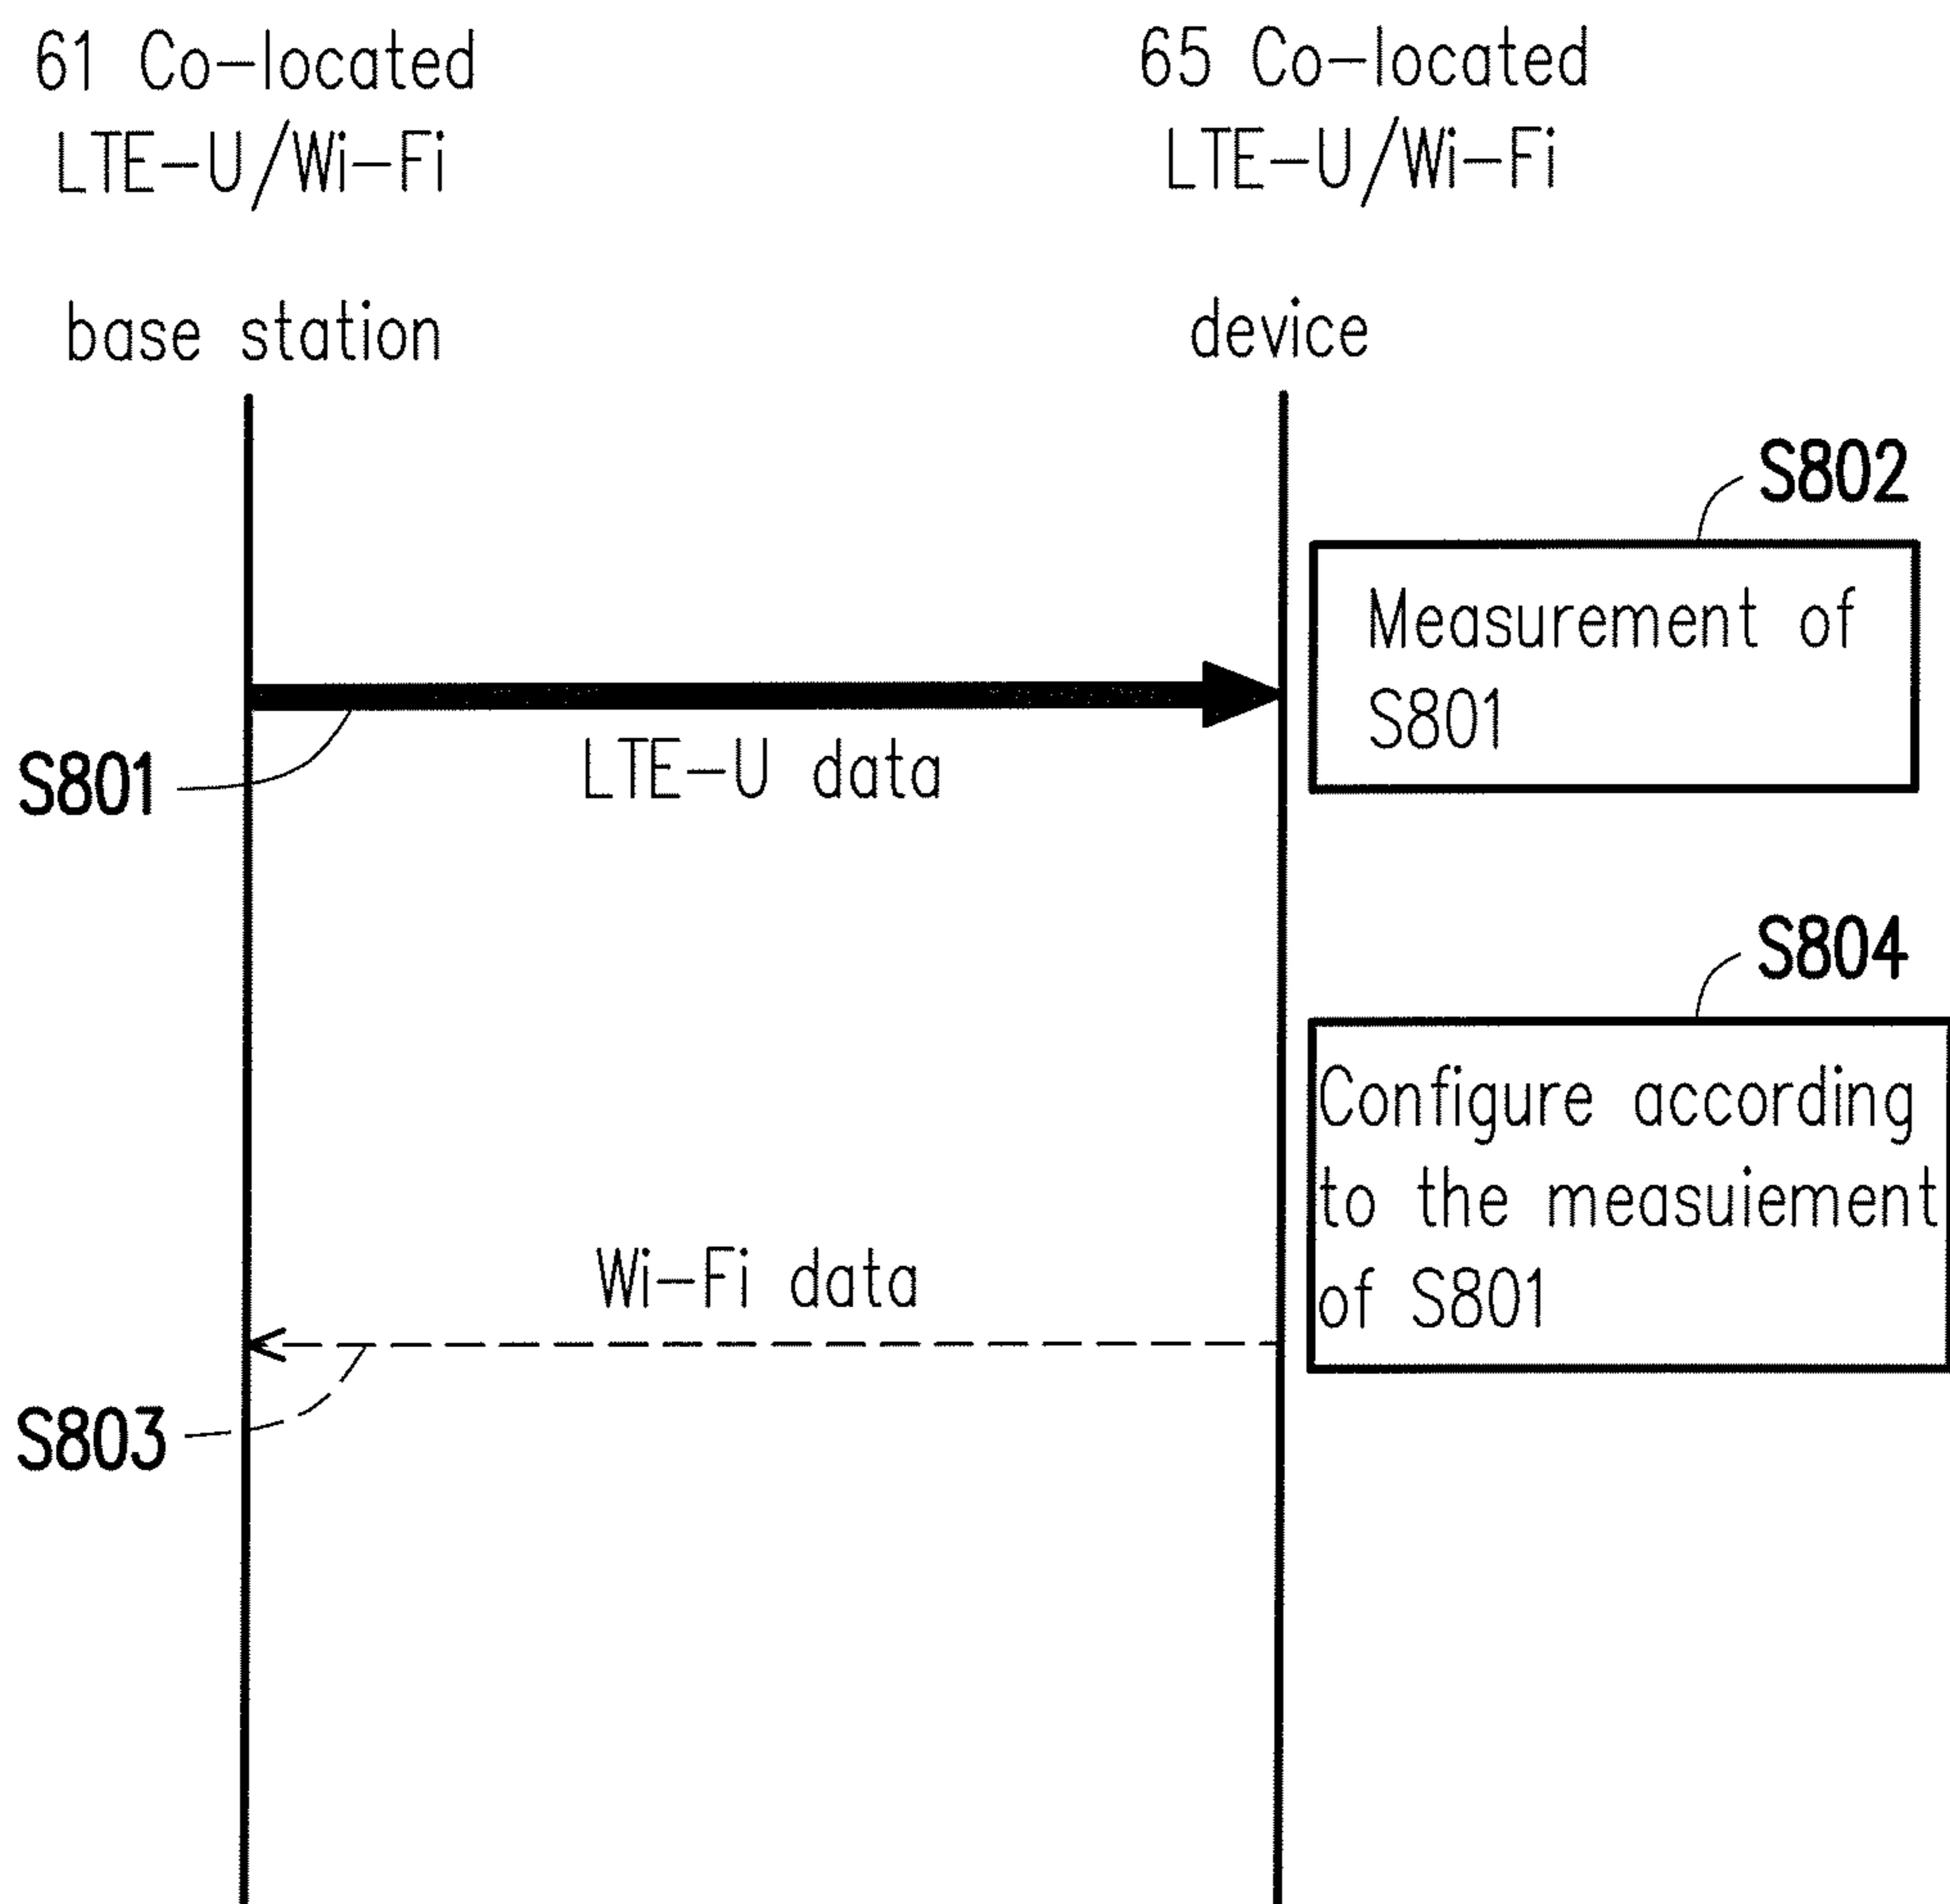 61 Co-located
LTE-U/Wi-Fi
base station
65 Co-located
LTE-U/Wi-Fi
device
S802
Measurement of
S801
S801
LTE-U data
S804
Configure according
to the measuiement
of S801
Wi-Fi data
S803